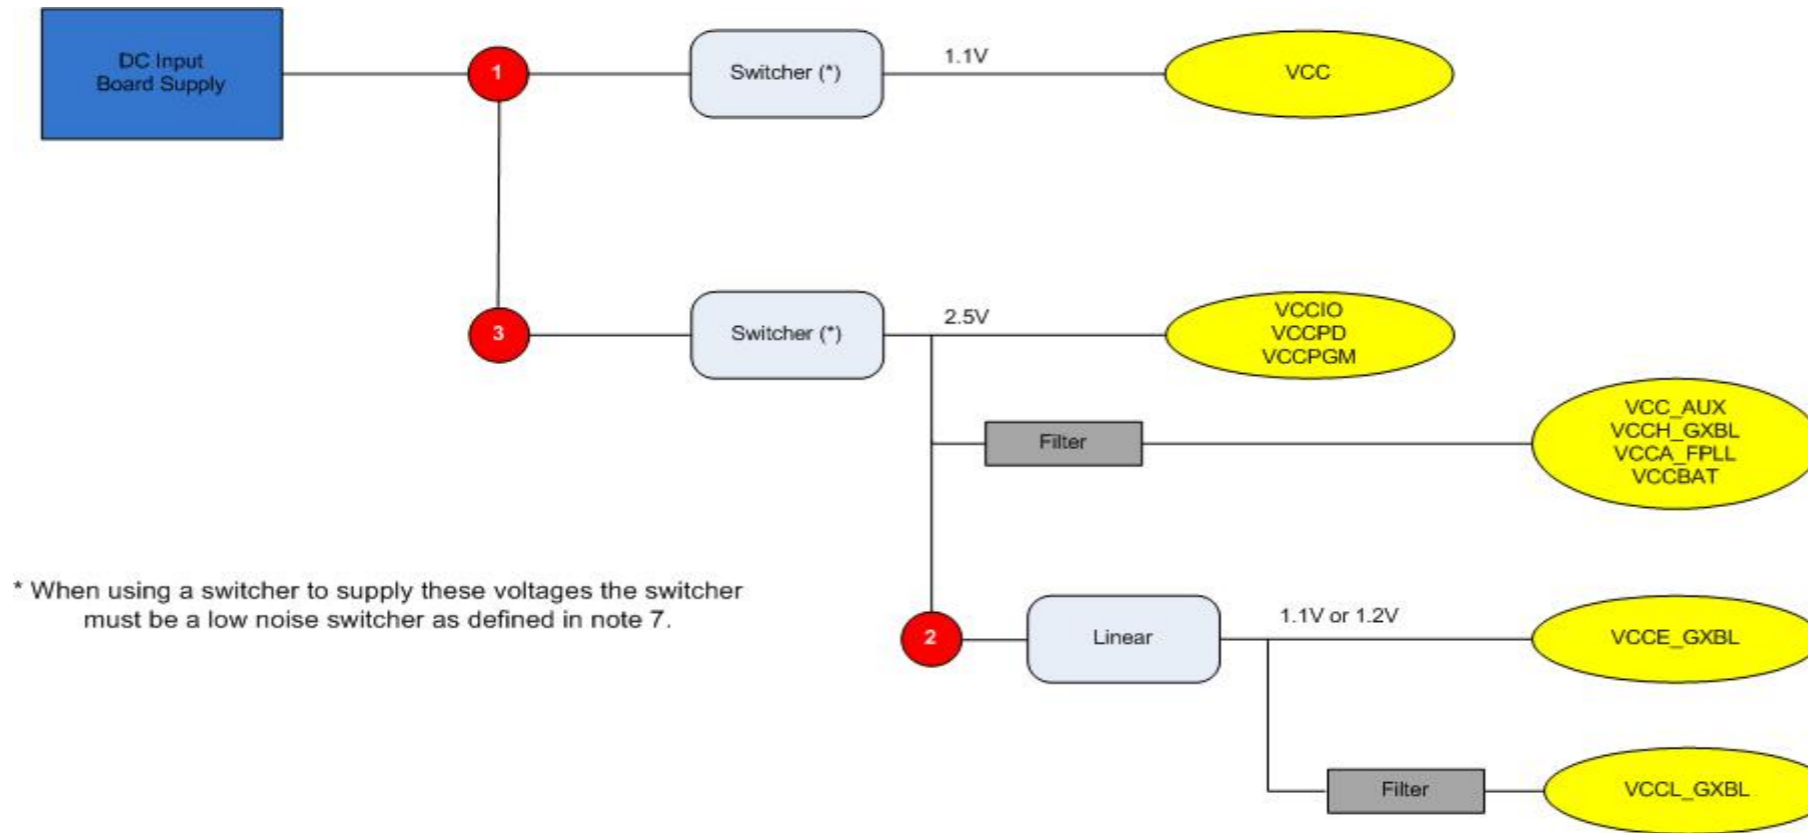 DC Input
Board Supply
1
Switcher (*)
1.1V
VCC
3
Switcher (*)
2.5V
VCCIO
VCCPD
VCCPGM
Filter
VCC_AUX
VCCH_GXBL
VCCA_FPLL
VCCBAT
* When using a switcher to supply these voltages the switcher
must be a low noise switcher as defined in note 7.
2
Linear
1.1V or 1.2V
VCCE_GXBL
Filter
VCCL_GXBL